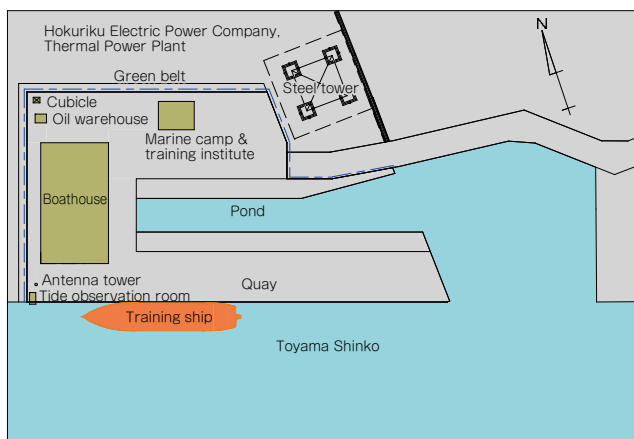 Hokuriku Electric Power Company,
Thermal Power Plant
N
Green belt
Steel tower
Cubicle
Oil warehouse
Marine camp &
training institute
Boathouse
Pond
Antenna tower
Quay
Tide observation room
Training ship
Toyama Shinko